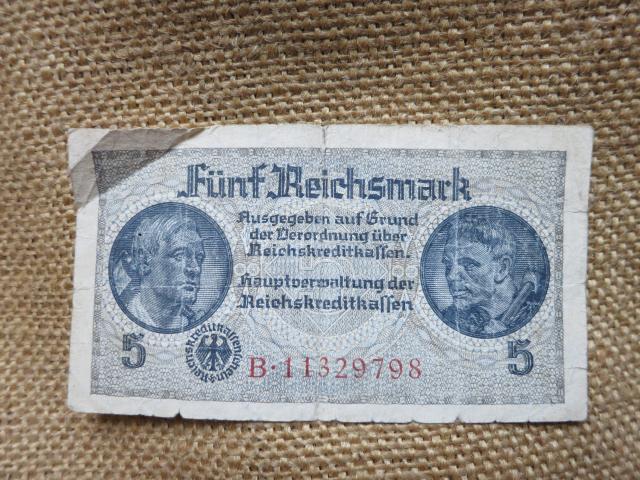 Fünf Reichsmark
Ausgegeben auf Grund
der Verordnung über
Reichskreditkassen.
Hauptverwaltung der
Reichskreditkassen
5
5
B·11329798